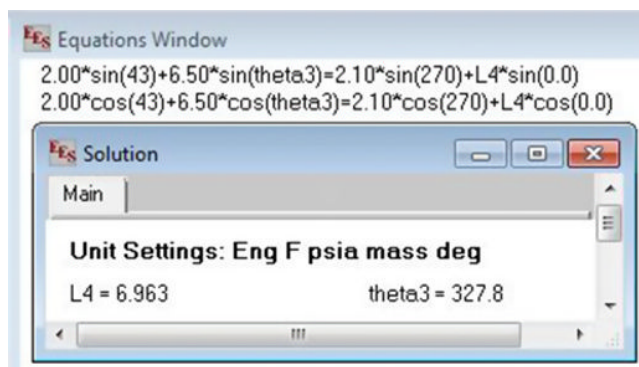 EES Equations Window
2.00*sin(43)+6.50*sin(theta3)=2.10*sin(270)+L4*sin(0.0)
2.00*cos(43)+6.50*cos(theta3)=2.10*cos(270)+L4*cos(0.0)
EES Solution
Main
Unit Settings: Eng F psia mass deg
L4 = 6.963 theta3 = 327.8